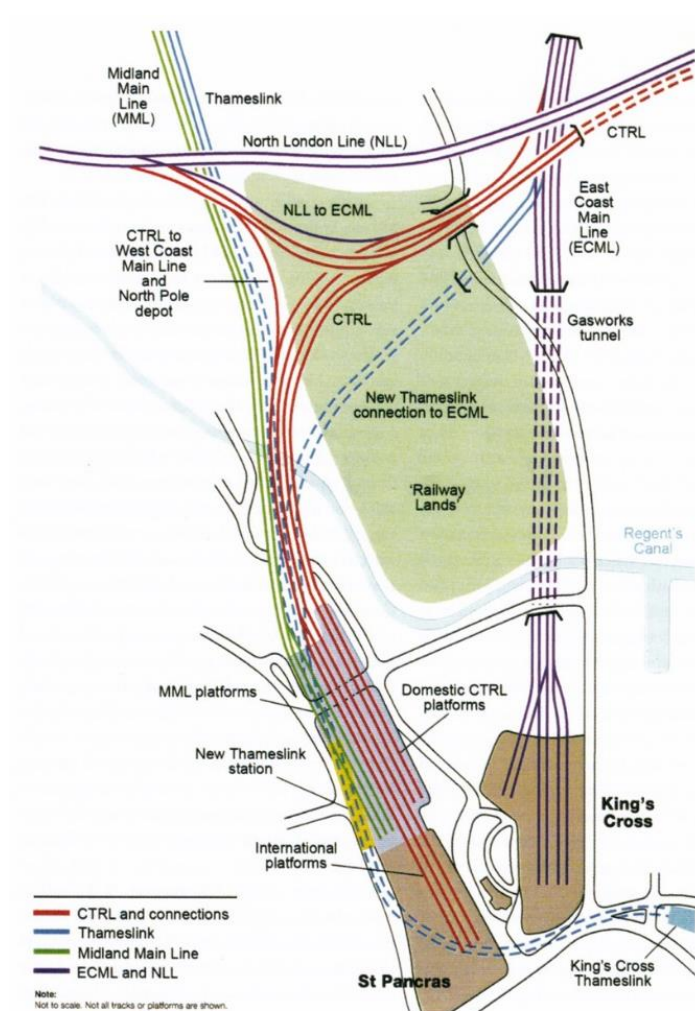 Midland
Main
Line
(MML)
Thameslink
North London Line (NLL)
CTRL
NLL to ECML
East
Coast
Main
Line
(ECML)
CTRL to
West Coast
Main Line
and
North Pole
depot
CTRL
Gasworks
tunnel
New Thameslink
connection to ECML
'Railway
Lands'
Regent's
Canal
MML platforms
Domestic CTRL
platforms
New Thameslink
station
King's
Cross
International
platforms
CTRL and connections
Thameslink
Midland Main Line
ECML and NLL
St Pancras
King's Cross
Thameslink
Note:
Not to scale. Not all tracks or platforms are shown.